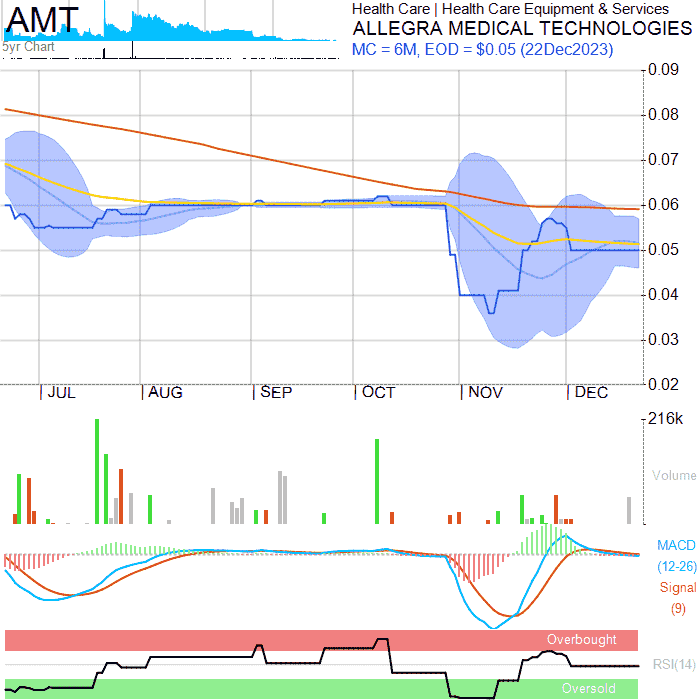 AMT
5yr Chart
Health Care | Health Care Equipment & Services
ALLEGRA MEDICAL TECHNOLOGIES
MC = 6M, EOD = $0.05 (22Dec2023)
0.09
0.08
0.07
0.06
0.05
0.04
0.03
0.02
JUL AUG SEP OCT NOV DEC
216k
Volume
MACD
(12-26)
Signal
(9)
Overbought
RSI(14)
Oversold